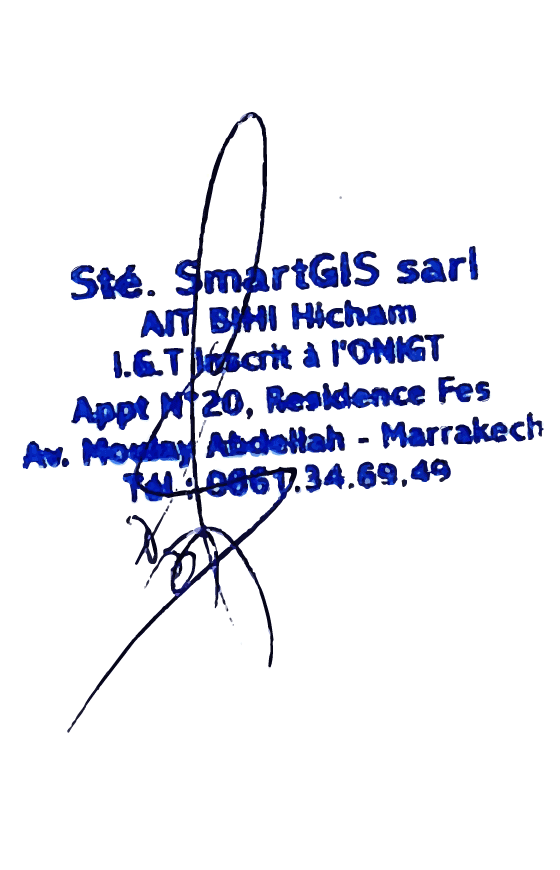 Sté. SmartGIS sarl
AIT BIHI Hicham
I.G.T Inscrit à l'ONIGT
Appt N°20, Residence Fes
Av. Moulay Abdellah - Marrakech
Tél : 0661.34.69.49